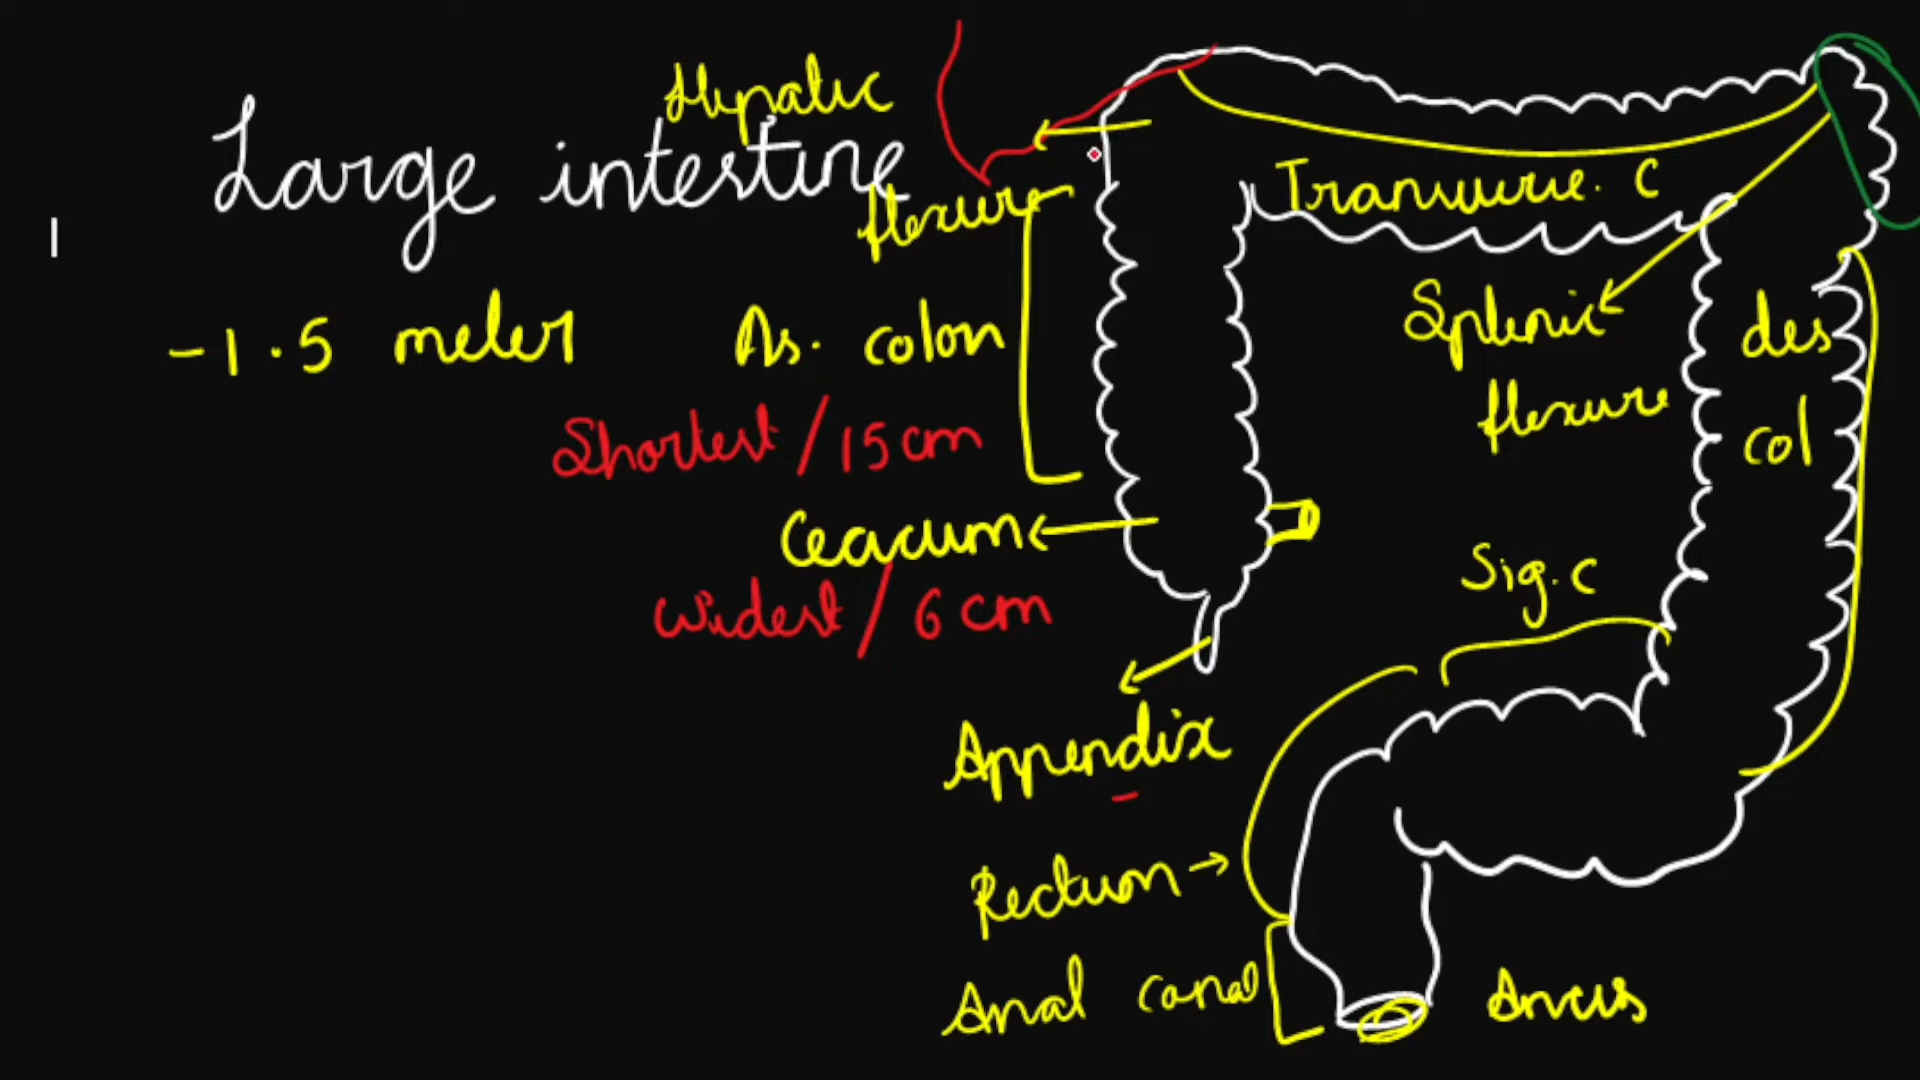 Large intestine
- 1.5 meter
Hepatic
flexure
As. colon
Shortest / 15 cm
Ceacum
Widest / 6 cm
Appendix
Rectum →
Anal canal
Anus
Transverse. C
Splenic
flexure
des
col
Sig. C